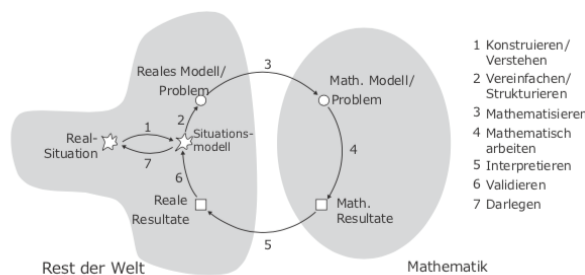 Reales Modell/
Problem
3
Math. Modell/
Problem
1
2
Real-
Situation
Situations-
modell
7
4
6
Reale
Resultate
Math.
Resultate
5
Rest der Welt
Mathematik
1 Konstruieren/
Verstehen
2 Vereinfachen/
Strukturieren
3 Mathematisieren
4 Mathematisch
arbeiten
5 Interpretieren
6 Validieren
7 Darlegen